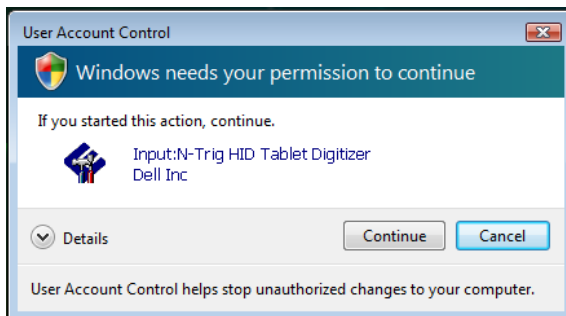 User Account Control
Windows needs your permission to continue
If you started this action, continue.
Input:N-Trig HID Tablet Digitizer
Dell Inc
Details
Continue
Cancel
User Account Control helps stop unauthorized changes to your computer.